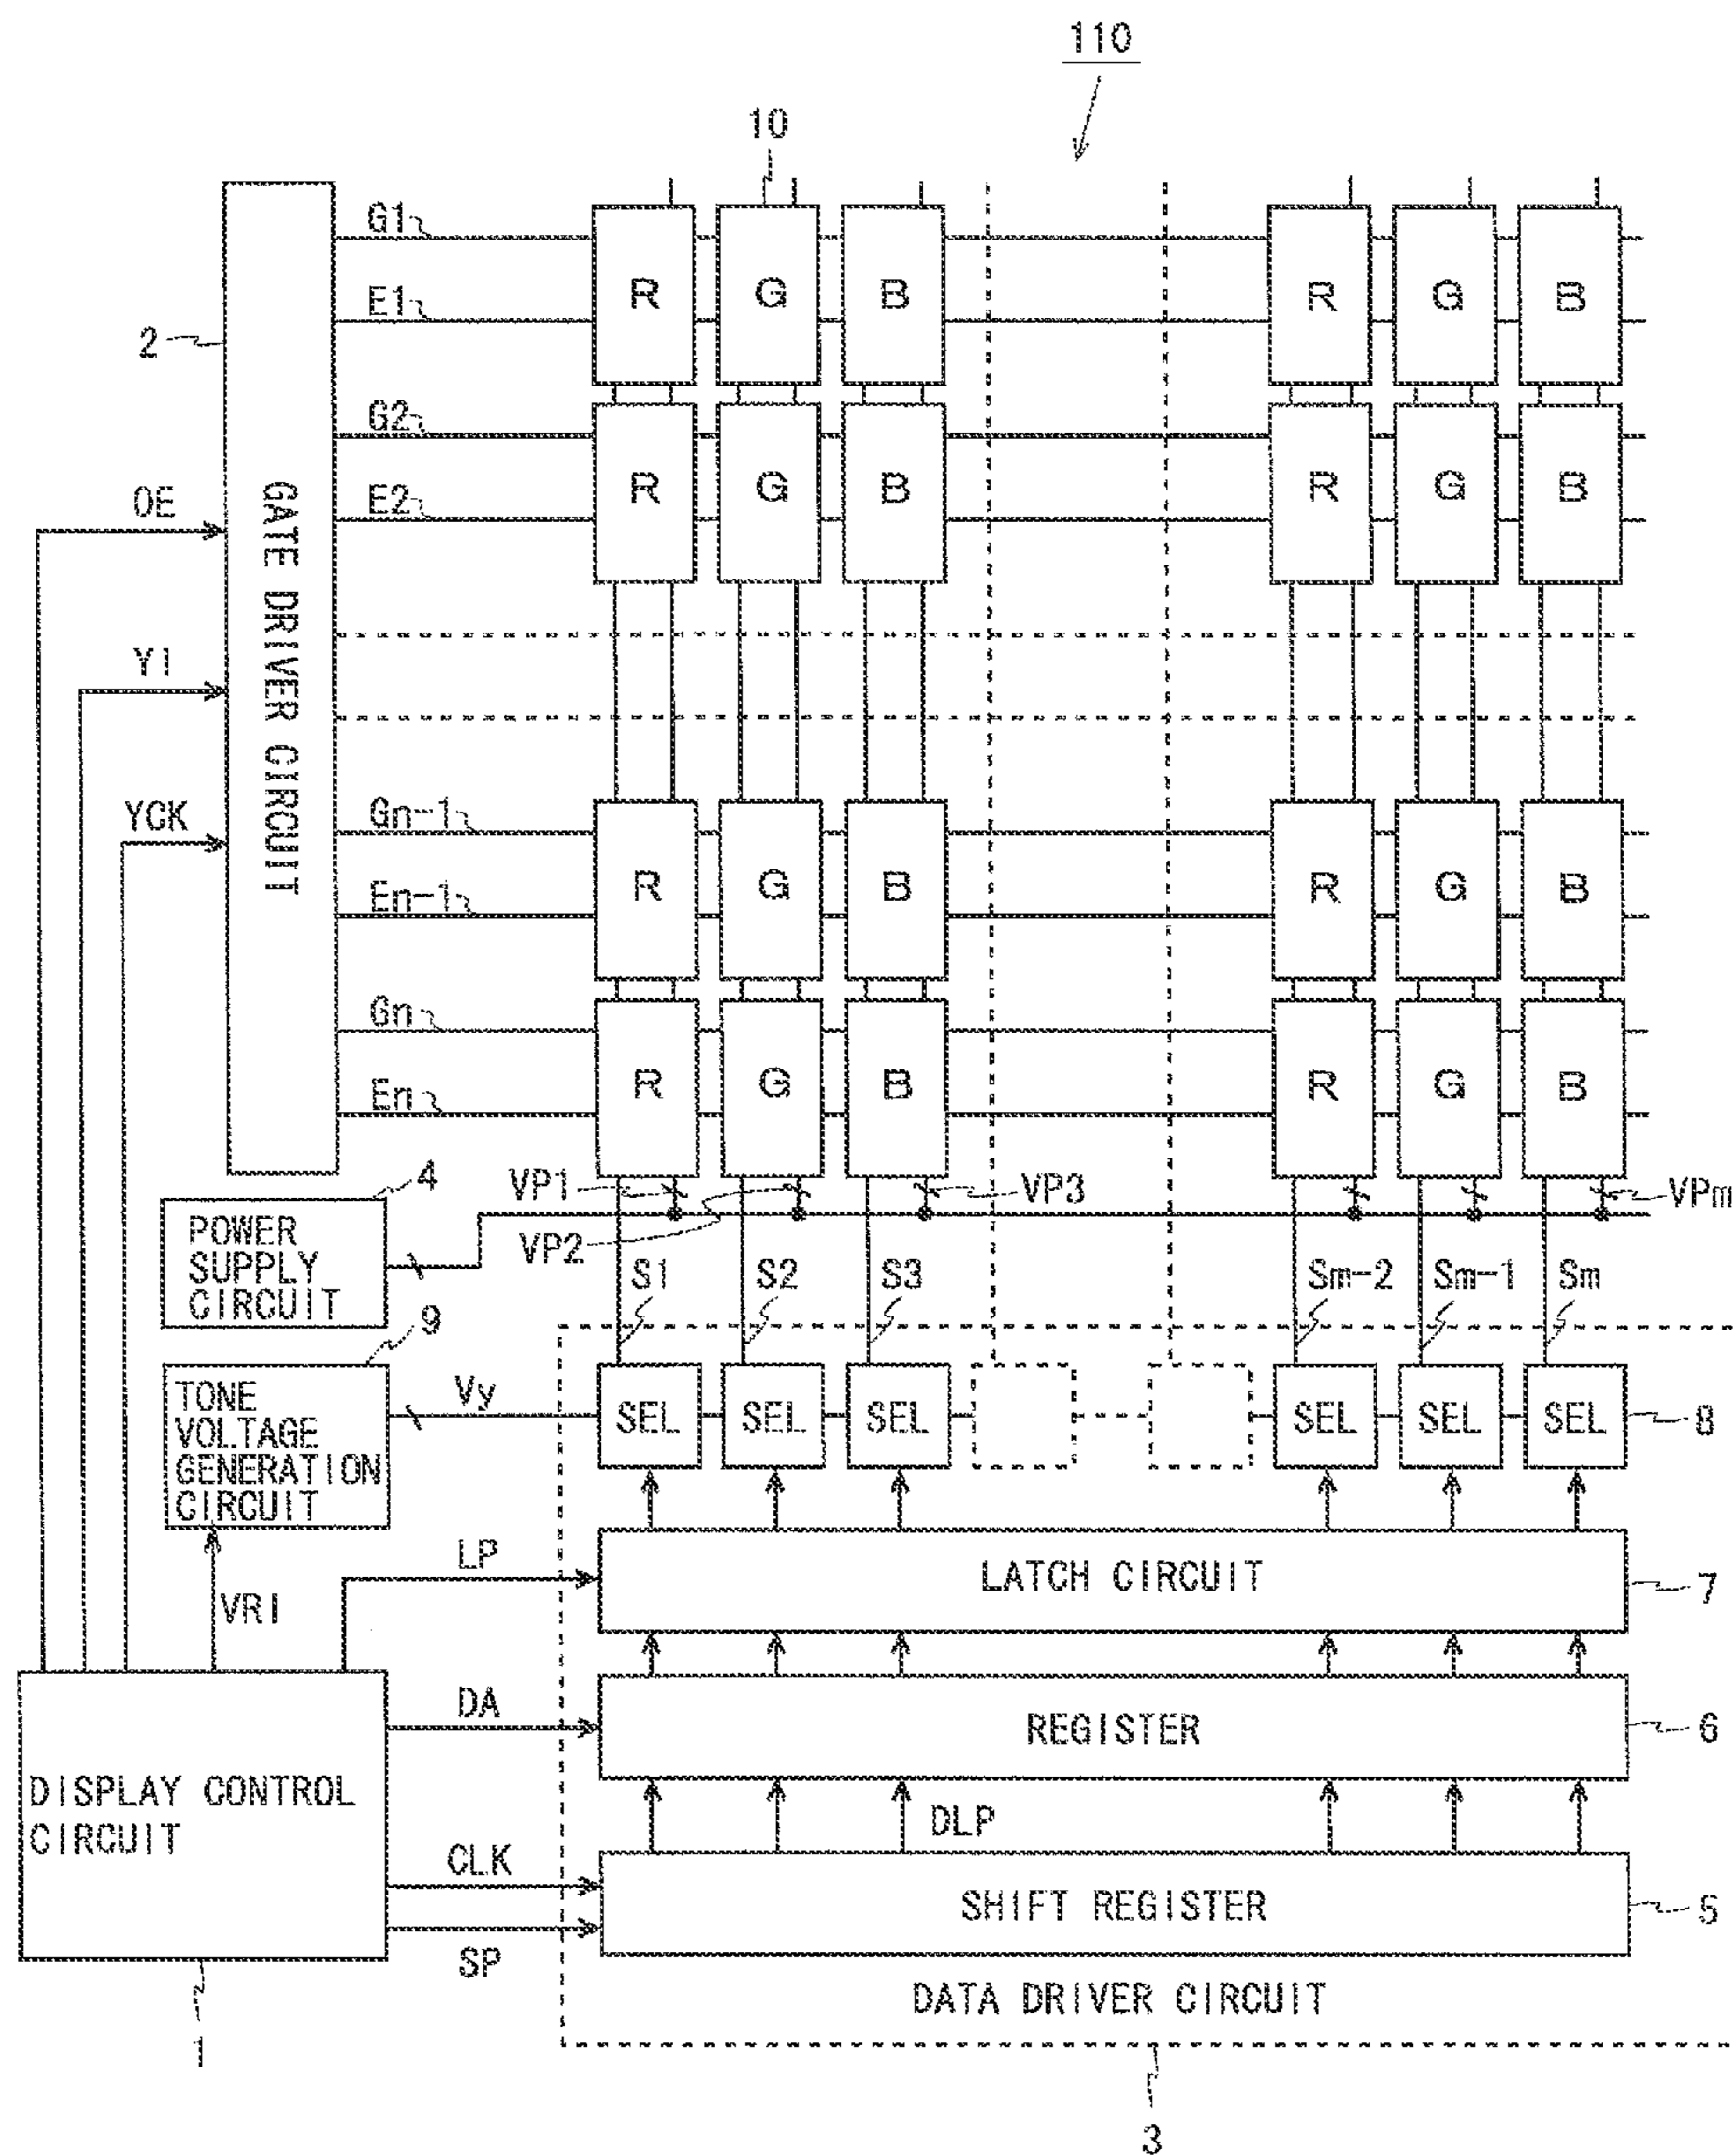 110
10
G1
R G B R G B
E1
2
G2
R G B R G B
E2
OE
GATE DRIVER CIRCUIT
YI
YCK
Gn-1
R G B R G B
En-1
Gn
R G B R G B
En
4
VP1 VP3 VPm
POWER
SUPPLY
CIRCUIT
VP2
S1 S2 S3 Sm-2 Sm-1 Sm
9
TONE
VOLTAGE
GENERATION
CIRCUIT
Vy
SEL SEL SEL SEL SEL SEL 8
LP
LATCH CIRCUIT 7
VRI
DA
REGISTER 6
DISPLAY CONTROL
CIRCUIT
DLP
CLK
SHIFT REGISTER 5
SP
DATA DRIVER CIRCUIT
1
3